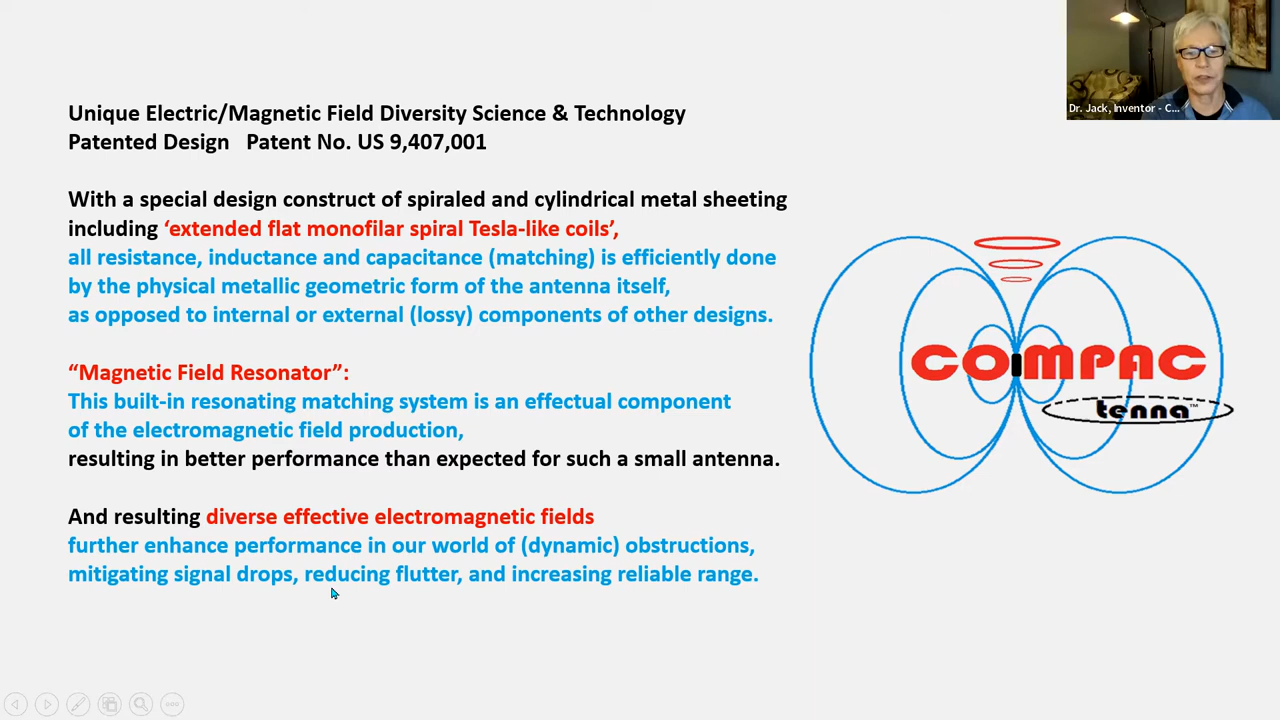 Unique Electric/Magnetic Field Diversity Science & Technology
Patented Design Patent No. US 9,407,001
With a special design construct of spiraled and cylindrical metal sheeting
including ‘extended flat monofilar spiral Tesla-like coils’,
all resistance, inductance and capacitance (matching) is efficiently done
by the physical metallic geometric form of the antenna itself,
as opposed to internal or external (lossy) components of other designs.
“Magnetic Field Resonator”:
This built-in resonating matching system is an effectual component
of the electromagnetic field production,
resulting in better performance than expected for such a small antenna.
And resulting diverse effective electromagnetic fields
further enhance performance in our world of (dynamic) obstructions,
mitigating signal drops, reducing flutter, and increasing reliable range.
COMPAC
tenna™
Dr. Jack, Inventor - C...